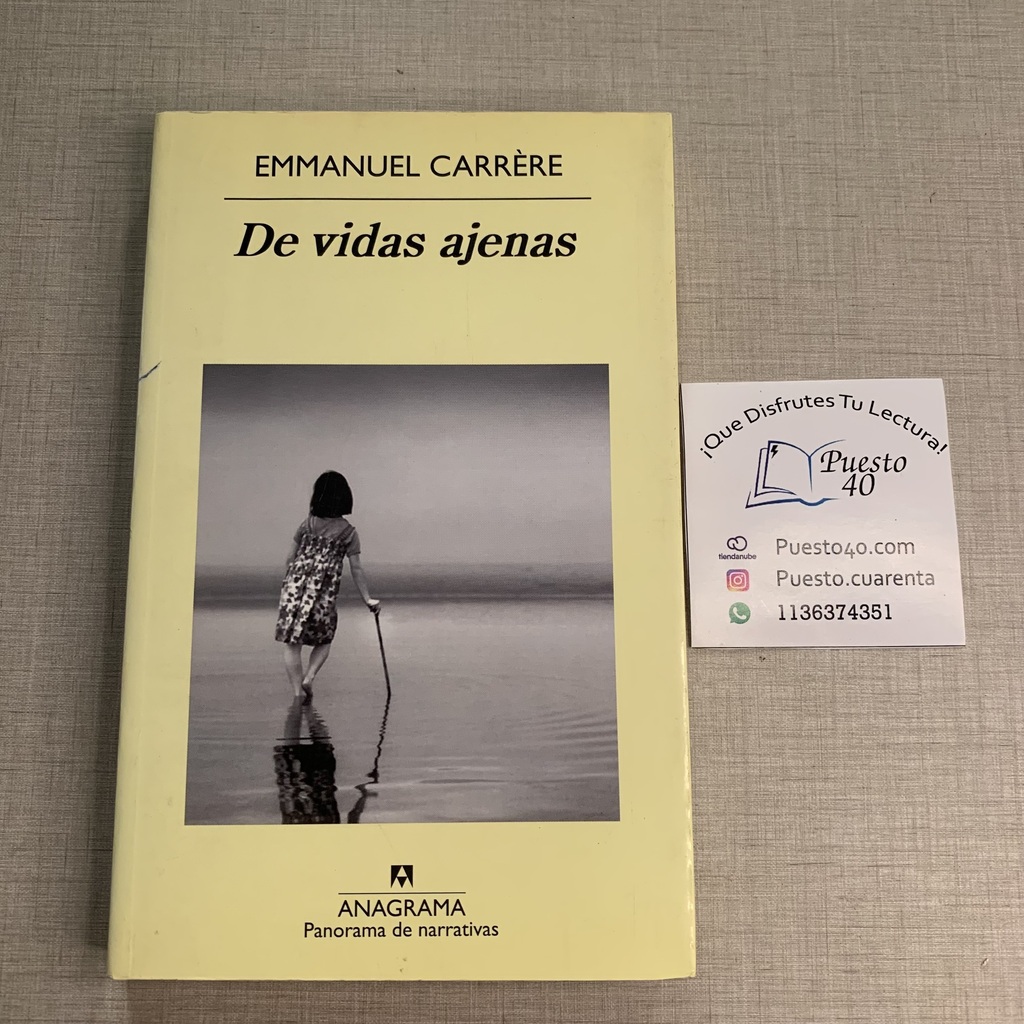 EMMANUEL CARRÈRE
De vidas ajenas
ANAGRAMA
Panorama de narrativas
¡Que Disfrutes Tu Lectura!
Puesto
40
tiendanube
Puesto40.com
Puesto.cuarenta
1136374351